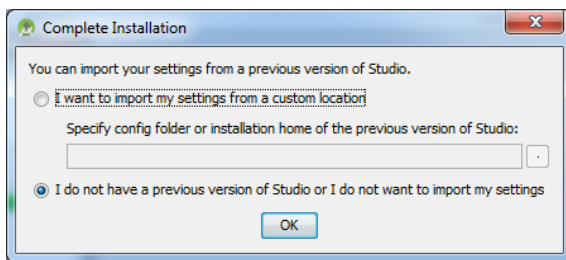 Complete Installation
You can import your settings from a previous version of Studio.
I want to import my settings from a custom location
Specify config folder or installation home of the previous version of Studio:
I do not have a previous version of Studio or I do not want to import my settings
OK